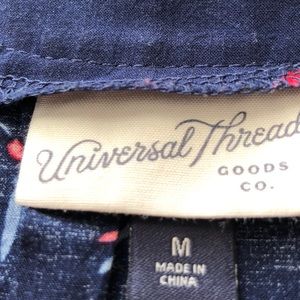 Universal Thread
GOODS
CO.
M
MADE IN
CHINA